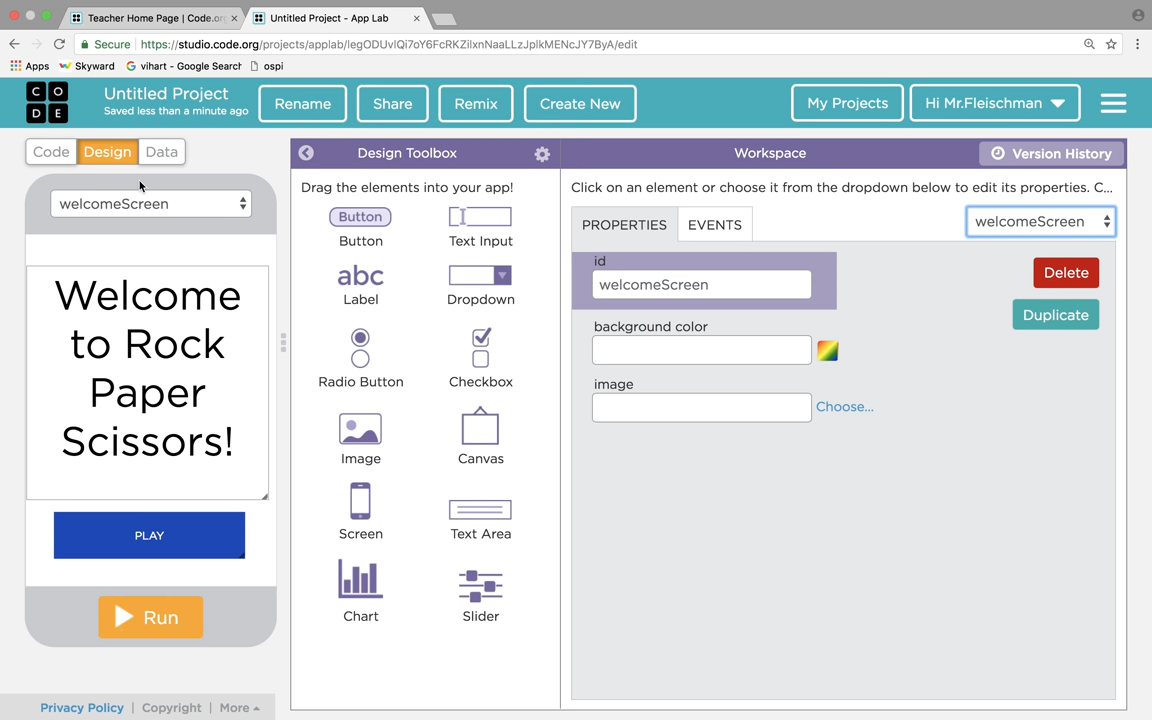 Teacher Home Page | Code.or
Untitled Project - App Lab
Secure
https://studio.code.org/projects/applab/legODUvlQi7oY6FcRKZilxnNaaLLzJplkMENcJY7ByA/edit
Apps
Skyward
vihart - Google Search
ospi
C O
D E
Untitled Project
Saved less than a minute ago
Rename
Share
Remix
Create New
My Projects
Hi Mr.Fleischman
Code
Design
Data
Design Toolbox
Workspace
Version History
welcomeScreen
Welcome
to Rock
Paper
Scissors!
PLAY
Run
Drag the elements into your app!
Button
Button
Text Input
abc
Label
Dropdown
Radio Button
Checkbox
Image
Canvas
Screen
Text Area
Chart
Slider
Click on an element or choose it from the dropdown below to edit its properties. C...
PROPERTIES
EVENTS
welcomeScreen
id
welcomeScreen
Delete
Duplicate
background color
image
Choose...
Privacy Policy | Copyright | More